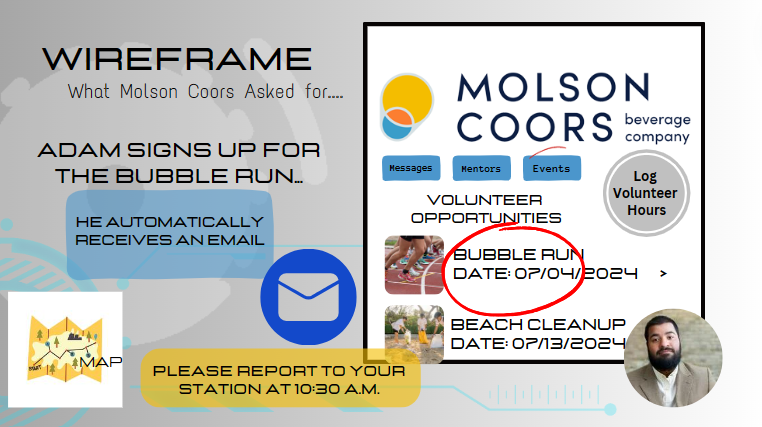 WIREFRAME
What Molson Coors Asked for....
ADAM SIGNS UP FOR
THE BUBBLE RUN...
HE AUTOMATICALLY
RECEIVES AN EMAIL
MAP
START
PLEASE REPORT TO YOUR
STATION AT 10:30 A.M.
MOLSON
COORS beverage
company
Messages Mentors Events
Log
Volunteer
Hours
VOLUNTEER
OPPORTUNITIES
BUBBLE RUN
DATE: 07/04/2024 >
BEACH CLEANUP
DATE: 07/13/2024